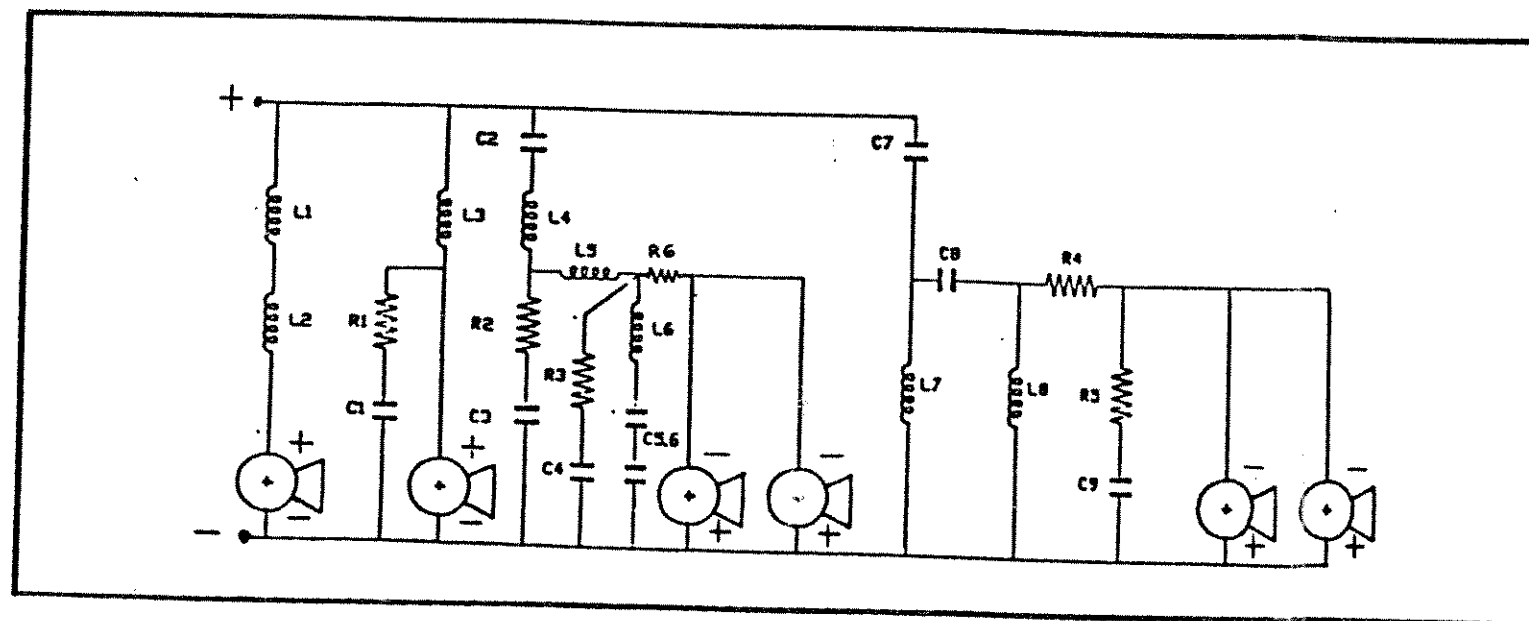 +
C2
C7
L1
L3
L4
L5
R6
C8
R4
L2
R1
R2
L6
R3
L7
L8
R5
C1
C3
C5,6
C4
C9
+
+
−
−
−
−
+
+
+
−
−
+
+
+
+
−
+
+